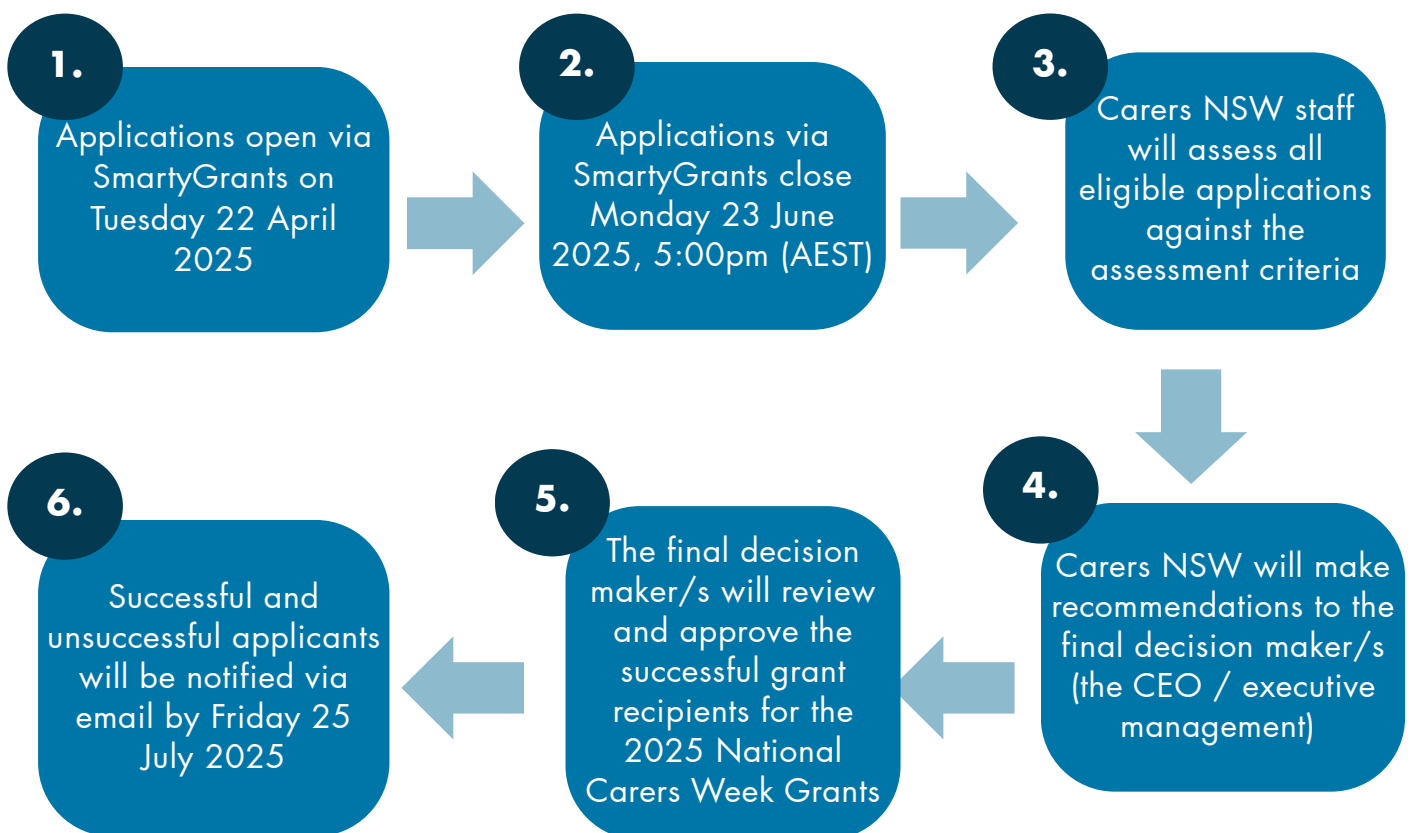 1.
Applications open via
SmartyGrants on
Tuesday 22 April
2025
2.
Applications via
SmartyGrants close
Monday 23 June
2025, 5:00pm (AEST)
3.
Carers NSW staff
will assess all
eligible applications
against the
assessment criteria
4.
Carers NSW will make
recommendations to the
final decision maker/s
(the CEO / executive
management)
5.
The final decision
maker/s will review
and approve the
successful grant
recipients for the
2025 National
Carers Week Grants
6.
Successful and
unsuccessful applicants
will be notified via
email by Friday 25
July 2025